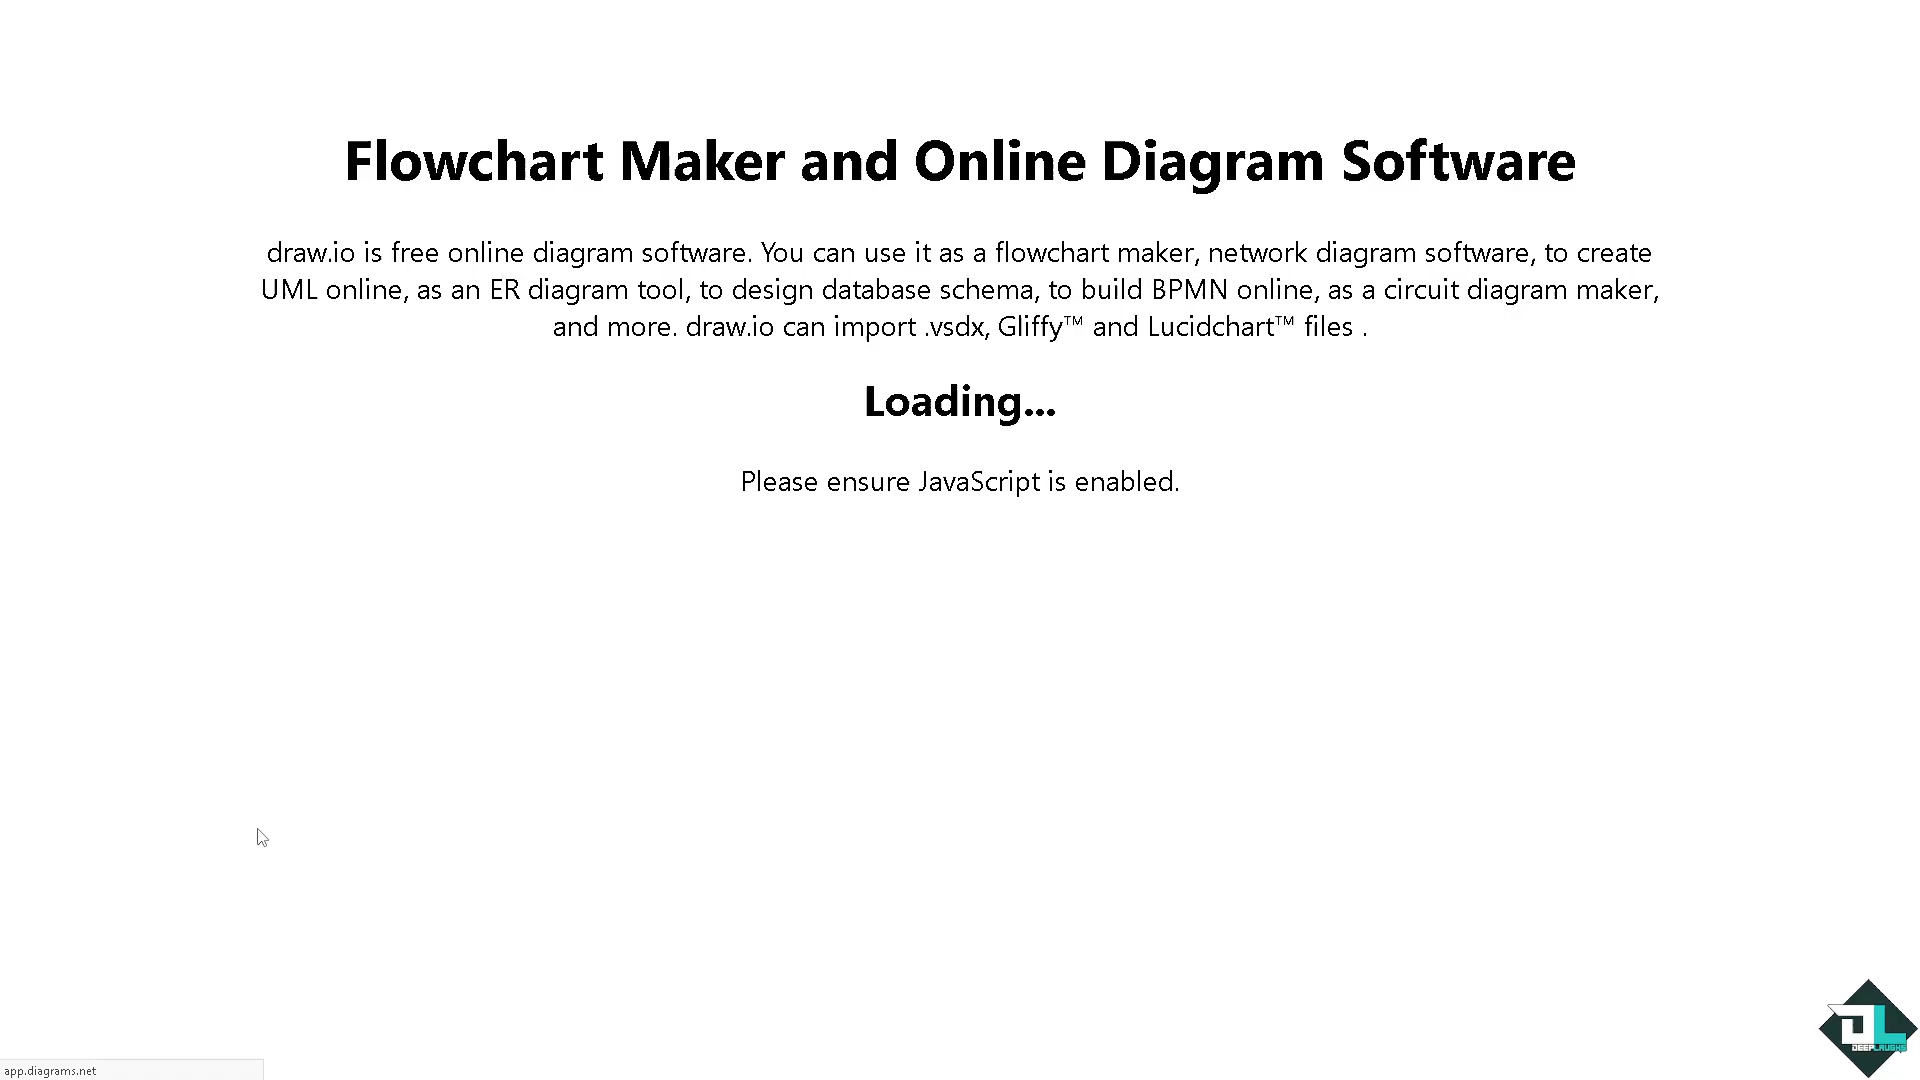 Flowchart Maker and Online Diagram Software
draw.io is free online diagram software. You can use it as a flowchart maker, network diagram software, to create
UML online, as an ER diagram tool, to design database schema, to build BPMN online, as a circuit diagram maker,
and more. draw.io can import .vsdx, Gliffy™ and Lucidchart™ files .
Loading...
Please ensure JavaScript is enabled.
DL
DEEPLAUGHS
app.diagrams.net